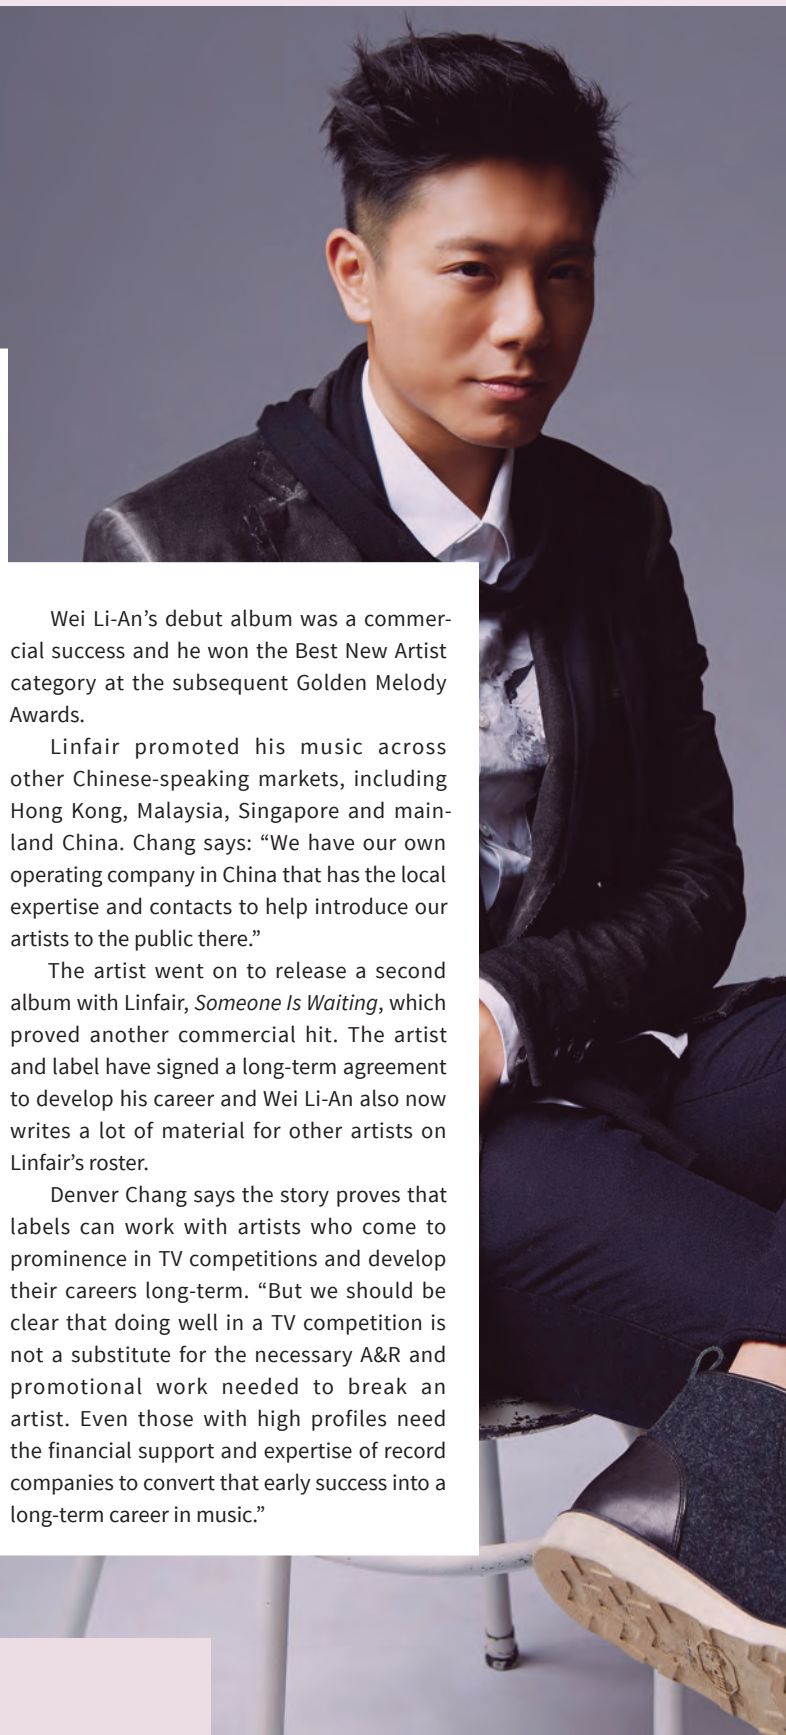 Wei Li-An’s debut album was a commer-
cial success and he won the Best New Artist
category at the subsequent Golden Melody
Awards.
Linfair promoted his music across
other Chinese-speaking markets, including
Hong Kong, Malaysia, Singapore and main-
land China. Chang says: “We have our own
operating company in China that has the local
expertise and contacts to help introduce our
artists to the public there.”
The artist went on to release a second
album with Linfair, Someone Is Waiting, which
proved another commercial hit. The artist
and label have signed a long-term agreement
to develop his career and Wei Li-An also now
writes a lot of material for other artists on
Linfair’s roster.
Denver Chang says the story proves that
labels can work with artists who come to
prominence in TV competitions and develop
their careers long-term. “But we should be
clear that doing well in a TV competition is
not a substitute for the necessary A&R and
promotional work needed to break an
artist. Even those with high profiles need
the financial support and expertise of record
companies to convert that early success into a
long-term career in music.”